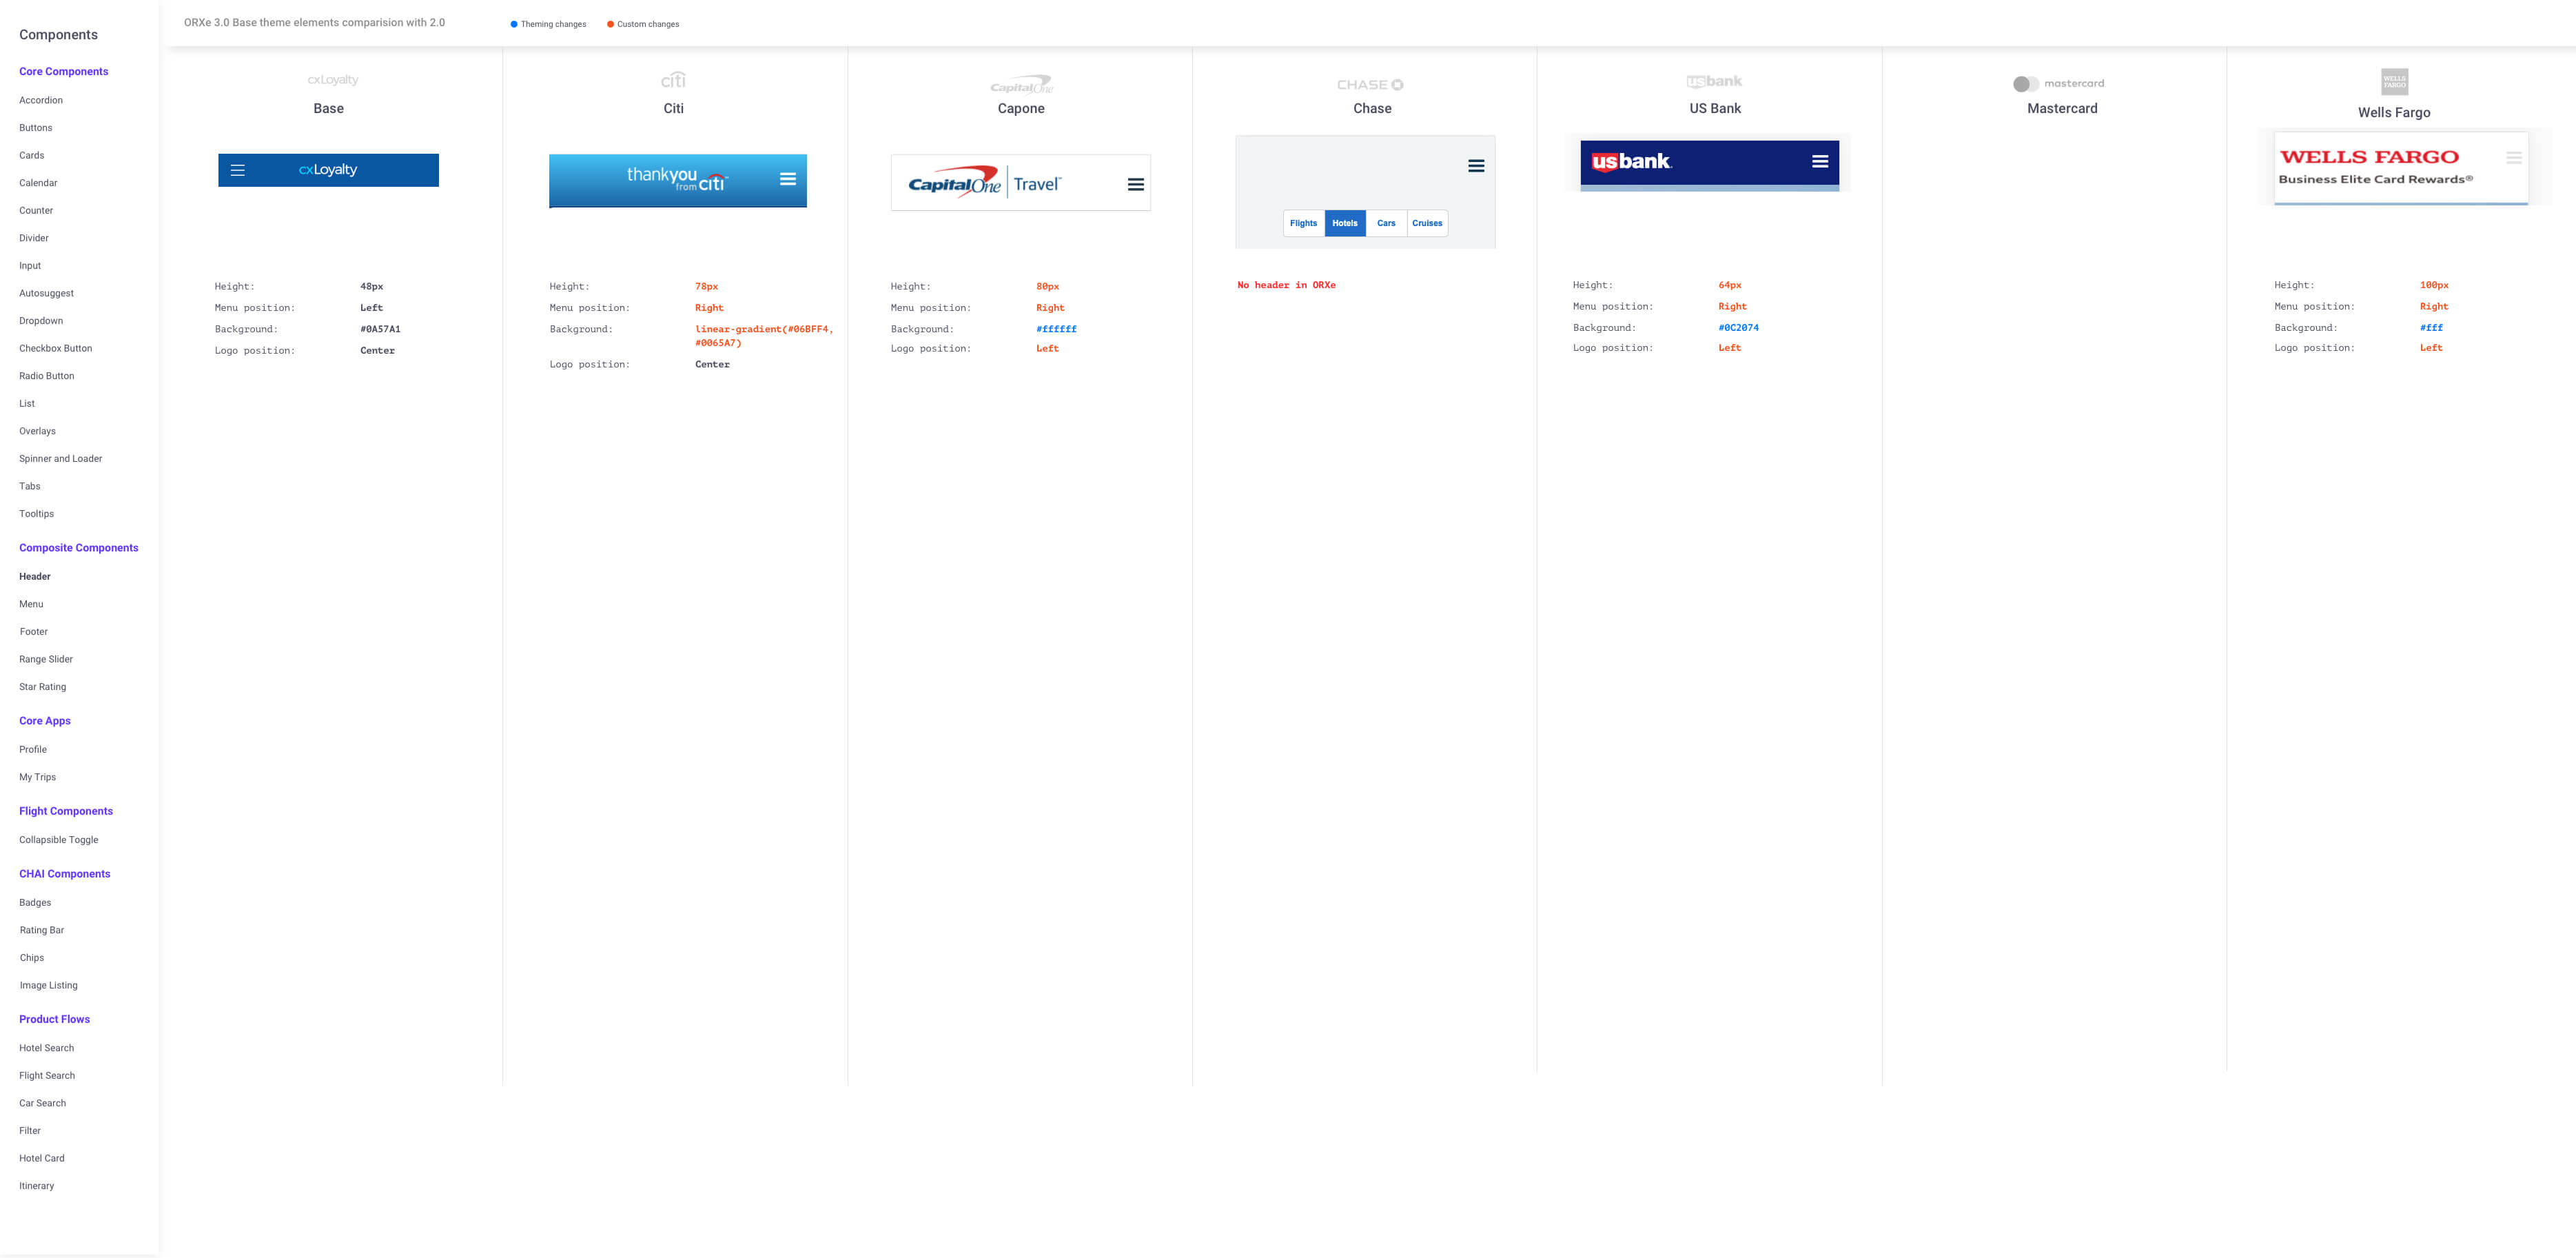 Components
Core Components
Accordion
Buttons
Cards
Calendar
Counter
Divider
Input
Autosuggest
Dropdown
Checkbox Button
Radio Button
List
Overlays
Spinner and Loader
Tabs
Tooltips
Composite Components
Header
Menu
Footer
Range Slider
Star Rating
Core Apps
Profile
My Trips
Flight Components
Collapsible Toggle
CHAI Components
Badges
Rating Bar
Chips
Image Listing
Product Flows
Hotel Search
Flight Search
Car Search
Filter
Hotel Card
Itinerary
ORXe 3.0 Base theme elements comparision with 2.0
Theming changes
Custom changes
cxLoyalty
Base
cxLoyalty
Height: 48px
Menu position: Left
Background: #0A57A1
Logo position: Center
citi
Citi
thankyou
from citi™
Height: 78px
Menu position: Right
Background: linear-gradient(#06BFF4,
#0065A7)
Logo position: Center
CapitalOne
Capone
CapitalOne Travel™
Height: 80px
Menu position: Right
Background: #ffffff
Logo position: Left
CHASE
Chase
Flights Hotels Cars Cruises
No header in ORXe
usbank
US Bank
usbank.
Height: 64px
Menu position: Right
Background: #0C2074
Logo position: Left
mastercard
Mastercard
WELLS
FARGO
Wells Fargo
WELLS FARGO
Business Elite Card Rewards®
Height: 100px
Menu position: Right
Background: #fff
Logo position: Left